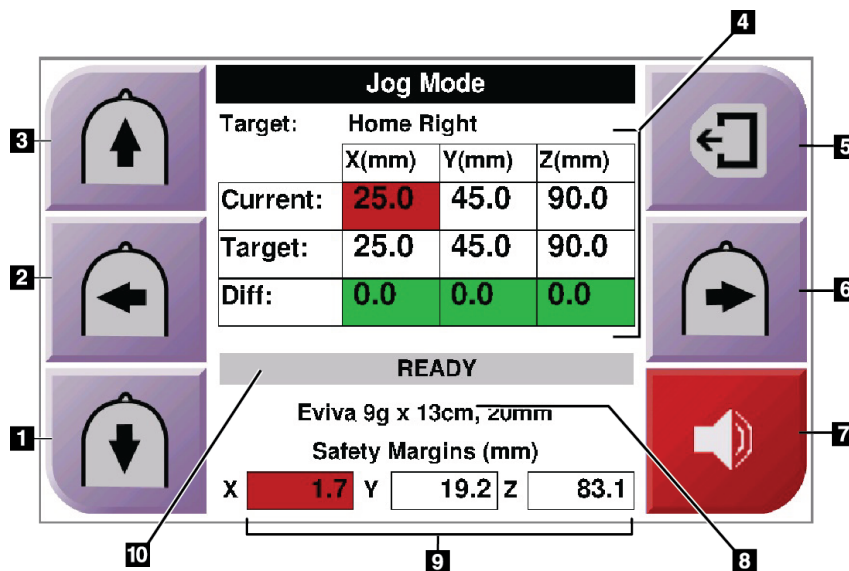 4
Jog Mode
3
Target: Home Right
5
X(mm) Y(mm) Z(mm)
Current: 25.0 45.0 90.0
2
Target: 25.0 45.0 90.0
6
Diff: 0.0 0.0 0.0
READY
Eviva 9g x 13cm, 20mm
1
7
Safety Margins (mm)
X 1.7 Y 19.2 Z 83.1
10
9
8